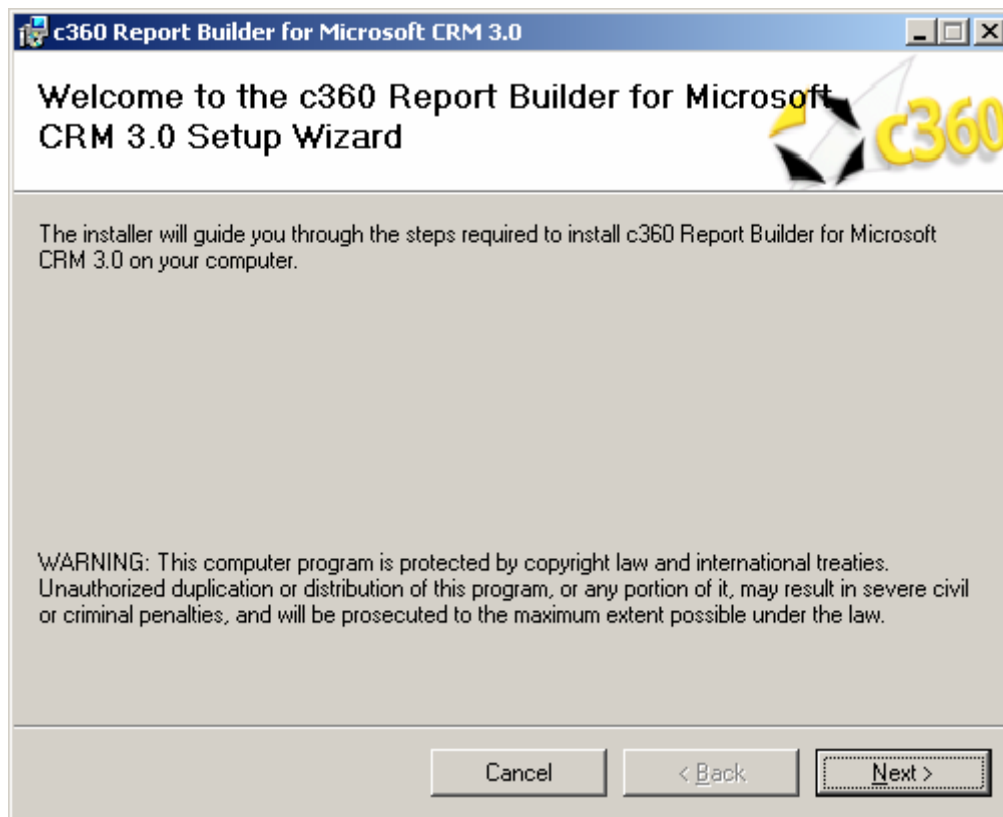 c360 Report Builder for Microsoft CRM 3.0
Welcome to the c360 Report Builder for Microsoft
CRM 3.0 Setup Wizard
c360
The installer will guide you through the steps required to install c360 Report Builder for Microsoft
CRM 3.0 on your computer.
WARNING: This computer program is protected by copyright law and international treaties.
Unauthorized duplication or distribution of this program, or any portion of it, may result in severe civil
or criminal penalties, and will be prosecuted to the maximum extent possible under the law.
Cancel < Back Next >